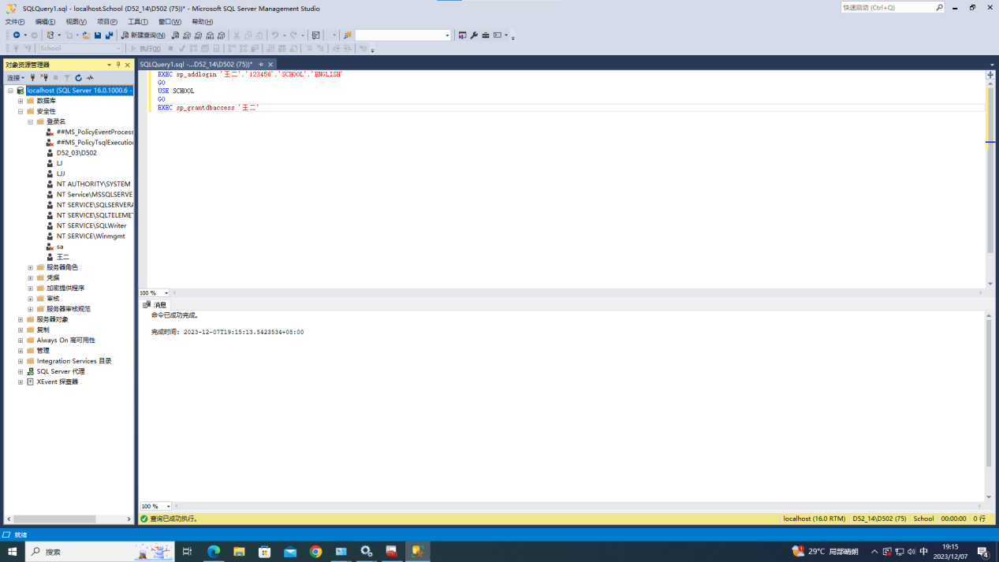 SQLQuery1.sql - localhost.School (D52_14\D502 (75))* - Microsoft SQL Server Management Studio
快速启动 (Ctrl+Q)
文件(F) 编辑(E) 视图(V) 项目(P) 工具(T) 窗口(W) 帮助(H)
新建查询(N)
School
执行(X)
对象资源管理器
SQLQuery1.sql -...D52_14\D502 (75))*
连接
localhost (SQL Server 16.0.1000.6 -
数据库
安全性
登录名
##MS_PolicyEventProcess
##MS_PolicyTsqlExecution
D52_03\D502
LJ
LJJ
NT AUTHORITY\SYSTEM
NT Service\MSSQLSERVE
NT SERVICE\SQLSERVERA
NT SERVICE\SQLTELEMET
NT SERVICE\SQLWriter
NT SERVICE\Winmgmt
sa
王二
服务器角色
凭据
加密提供程序
审核
服务器审核规范
服务器对象
复制
Always On 高可用性
管理
Integration Services 目录
SQL Server 代理
XEvent 探查器
EXEC sp_addlogin '王二','123456','SCHOOL','ENGLISH'
GO
USE SCHOOL
GO
EXEC sp_grantdbaccess '王二'
100 %
消息
命令已成功完成。
完成时间: 2023-12-07T19:15:13.5423534+08:00
100 %
查询已成功执行。
localhost (16.0 RTM) D52_14\D502 (75) School 00:00:00 0 行
就绪
搜索
29°C 局部晴朗
中
19:15
2023/12/07
4